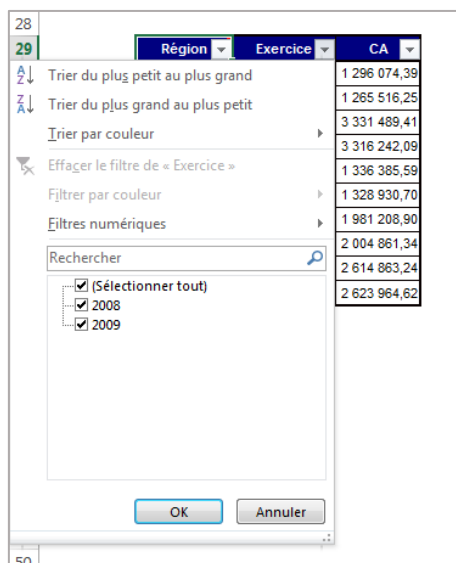 28
29 Région Exercice CA
Trier du plus petit au plus grand 1 296 074,39
1 265 516,25
Trier du plus grand au plus petit
Trier par couleur 3 331 489,41
3 316 242,09
Effacer le filtre de « Exercice » 1 336 385,59
Filtrer par couleur 1 328 930,70
Filtres numériques 1 981 208,90
Rechercher 2 004 861,34
(Sélectionner tout) 2 614 863,24
2008 2 623 964,62
2009
OK Annuler
50